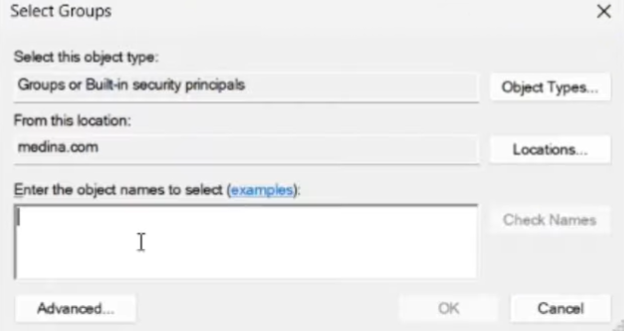 Select Groups
Select this object type:
Groups or Built-in security principals
Object Types...
From this location:
medina.com
Locations...
Enter the object names to select (examples):
Check Names
Advanced...
OK
Cancel